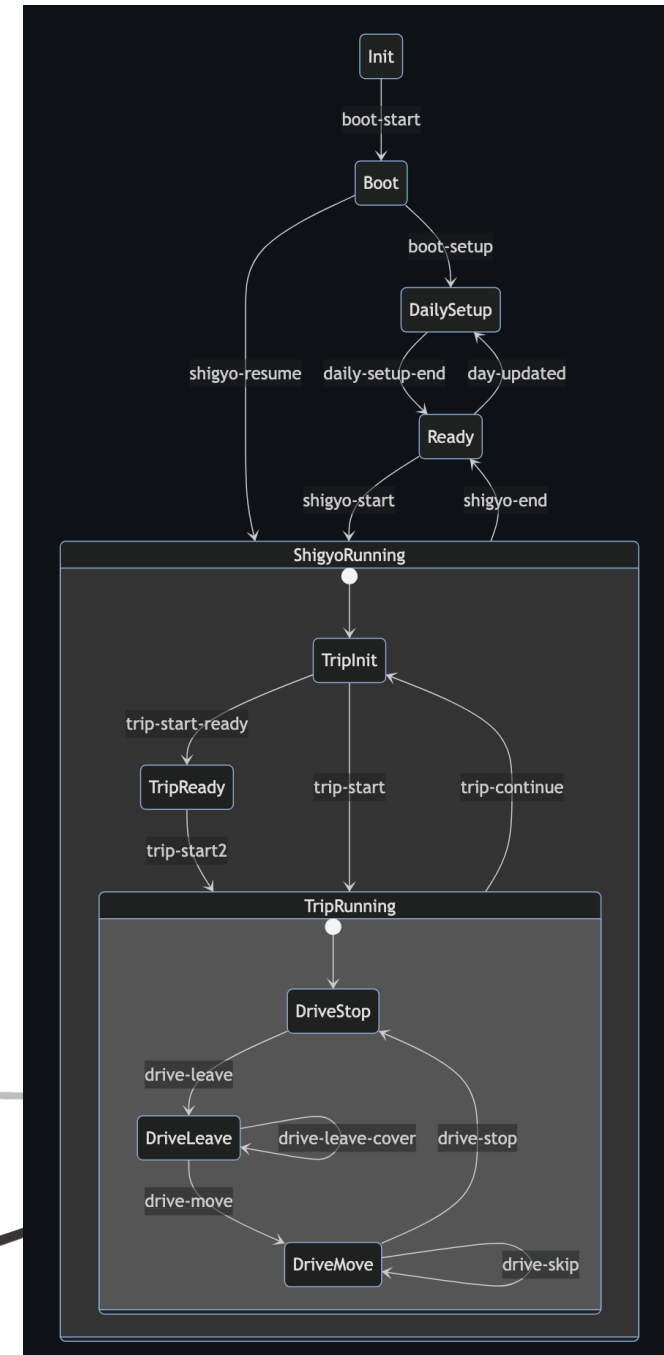 Init
boot-start
Boot
boot-setup
DailySetup
shigyo-resume
daily-setup-end
day-updated
Ready
shigyo-start
shigyo-end
ShigyoRunning
TripInit
trip-start-ready
TripReady
trip-start
trip-continue
trip-start2
TripRunning
DriveStop
drive-leave
DriveLeave
drive-leave-cover
drive-stop
drive-move
DriveMove
drive-skip